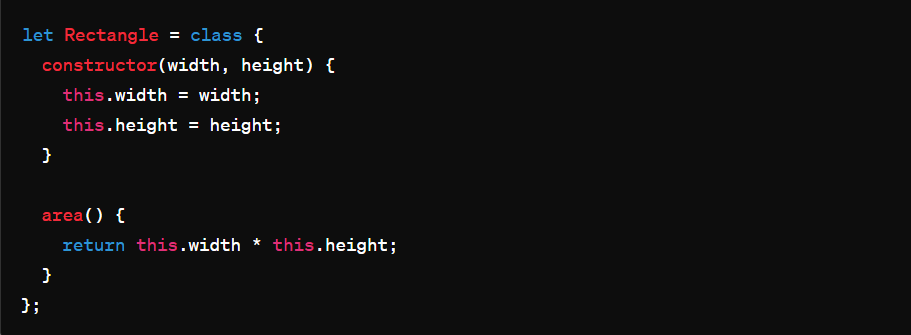 let Rectangle = class {
  constructor(width, height) {
    this.width = width;
    this.height = height;
  }

  area() {
    return this.width * this.height;
  }
};